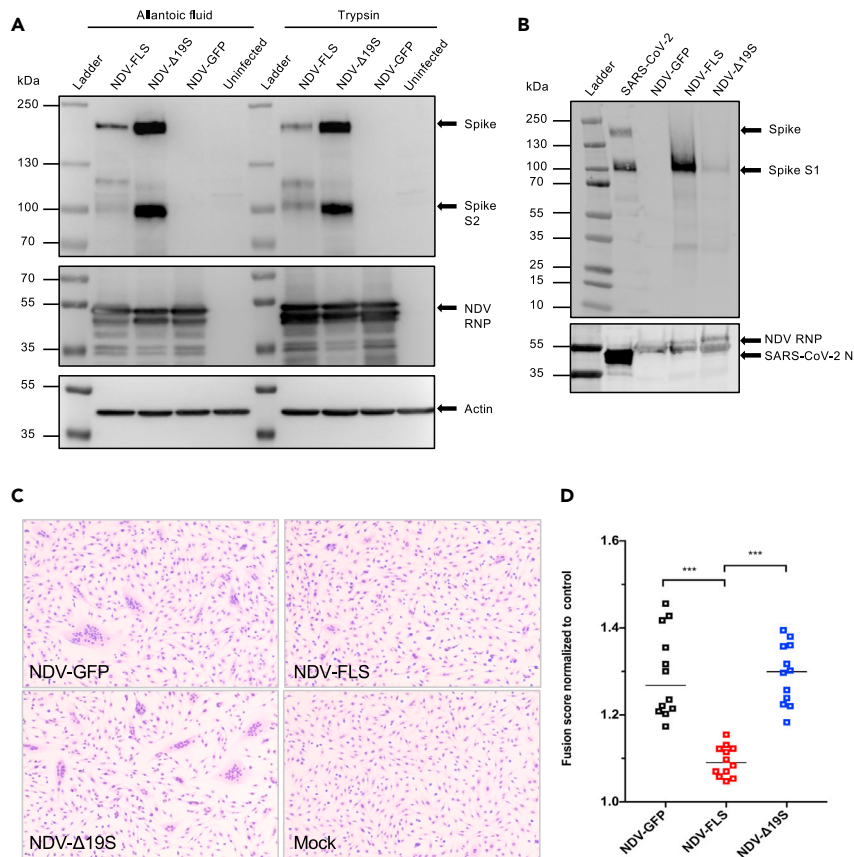 A
Allantoic fluid
Trypsin
Ladder NDV-FLS NDV-Δ19S NDV-GFP Uninfected Ladder NDV-FLS NDV-Δ19S NDV-GFP Uninfected
kDa
250
130
100
70
Spike
Spike
S2
70
55
35
NDV
RNP
55
35
Actin
B
Ladder SARS-CoV-2 NDV-GFP NDV-FLS NDV-Δ19S
kDa
250
130
100
70
55
35
25
15
10
Spike
Spike S1
55
35
NDV RNP
SARS-CoV-2 N
C
NDV-GFP
NDV-FLS
NDV-Δ19S
Mock
D
Fusion score normalized to control
1.6
1.4
1.2
1.0
***
***
NDV-GFP
NDV-FLS
NDV-Δ19S